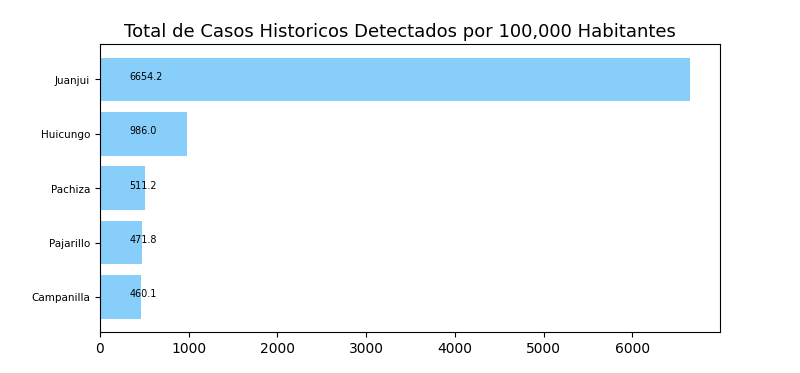 Total de Casos Historicos Detectados por 100,000 Habitantes
Juanjui
6654.2
Huicungo
986.0
Pachiza
511.2
Pajarillo
471.8
Campanilla
460.1
0 1000 2000 3000 4000 5000 6000